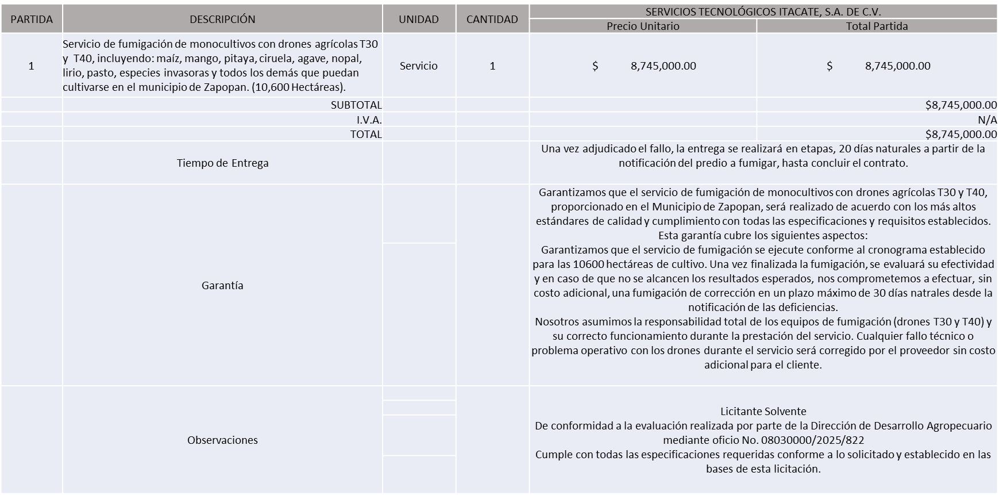 PARTIDA DESCRIPCIÓN UNIDAD CANTIDAD SERVICIOS TECNOLÓGICOS ITACATE, S.A. DE C.V.
Precio Unitario Total Partida
1
Servicio de fumigación de monocultivos con drones agrícolas T30
y T40, incluyendo: maíz, mango, pitaya, ciruela, agave, nopal,
lirio, pasto, especies invasoras y todos los demás que puedan
cultivarse en el municipio de Zapopan. (10,600 Hectáreas).
Servicio 1 $ 8,745,000.00 $ 8,745,000.00
SUBTOTAL $8,745,000.00
I.V.A. N/A
TOTAL $8,745,000.00
Tiempo de Entrega
Una vez adjudicado el fallo, la entrega se realizará en etapas, 20 días naturales a partir de la
notificación del predio a fumigar, hasta concluir el contrato.
Garantía
Garantizamos que el servicio de fumigación de monocultivos con drones agrícolas T30 y T40,
proporcionado en el Municipio de Zapopan, será realizado de acuerdo con los más altos
estándares de calidad y cumplimiento con todas las especificaciones y requisitos establecidos.
Esta garantía cubre los siguientes aspectos:
Garantizamos que el servicio de fumigación se ejecute conforme al cronograma establecido
para las 10600 hectáreas de cultivo. Una vez finalizada la fumigación, se evaluará su efectividad
y en caso de que no se alcancen los resultados esperados, nos comprometemos a efectuar, sin
costo adicional, una fumigación de corrección en un plazo máximo de 30 días natrales desde la
notificación de las deficiencias.
Nosotros asumimos la responsabilidad total de los equipos de fumigación (drones T30 y T40) y
su correcto funcionamiento durante la prestación del servicio. Cualquier fallo técnico o
problema operativo con los drones durante el servicio será corregido por el proveedor sin costo
adicional para el cliente.
Observaciones
Licitante Solvente
De conformidad a la evaluación realizada por parte de la Dirección de Desarrollo Agropecuario
mediante oficio No. 08030000/2025/822
Cumple con todas las especificaciones requeridas conforme a lo solicitado y establecido en las
bases de esta licitación.